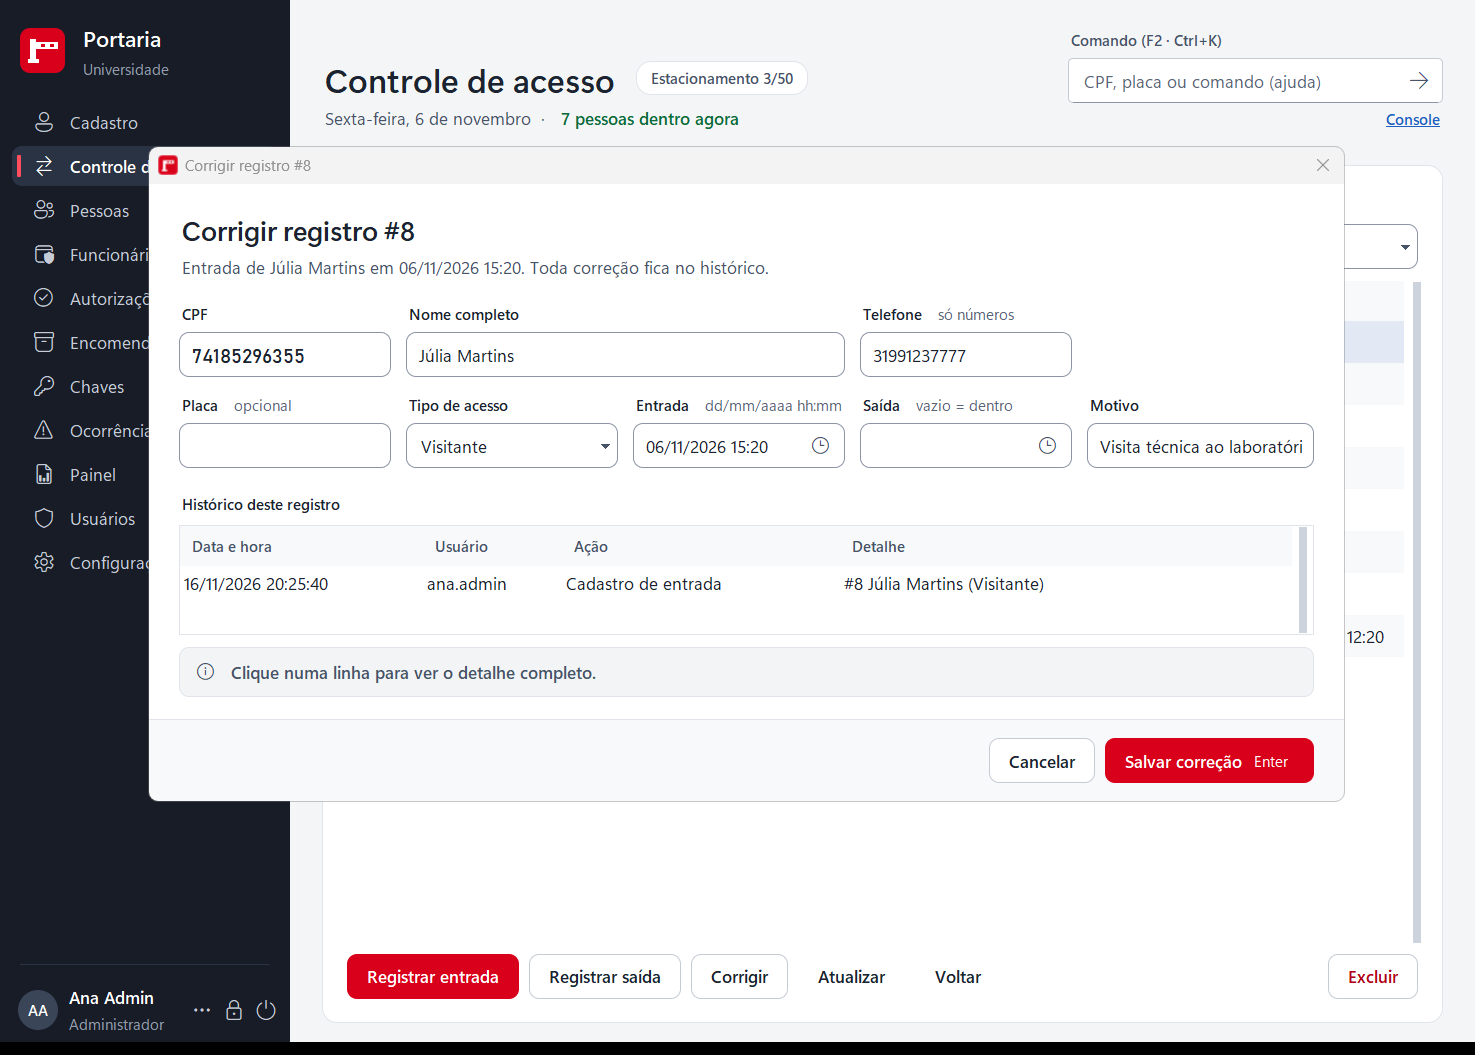 Portaria
Universidade
Cadastro
Controle d
Pessoas
Funcionári
Autorizaçõ
Encomend
Chaves
Ocorrência
Painel
Usuários
Configuraç
AA
Ana Admin
Administrador
Controle de acesso
Estacionamento 3/50
Sexta-feira, 6 de novembro · 7 pessoas dentro agora
Comando (F2 · Ctrl+K)
CPF, placa ou comando (ajuda)
Console
Corrigir registro #8
Corrigir registro #8
Entrada de Júlia Martins em 06/11/2026 15:20. Toda correção fica no histórico.
CPF
Nome completo
Telefone só números
74185296355
Júlia Martins
31991237777
Placa opcional
Tipo de acesso
Entrada dd/mm/aaaa hh:mm
Saída vazio = dentro
Motivo
Visitante
06/11/2026 15:20
Visita técnica ao laboratóri
Histórico deste registro
Data e hora Usuário Ação Detalhe
16/11/2026 20:25:40 ana.admin Cadastro de entrada #8 Júlia Martins (Visitante)
Clique numa linha para ver o detalhe completo.
Cancelar
Salvar correção Enter
12:20
Registrar entrada
Registrar saída
Corrigir
Atualizar
Voltar
Excluir